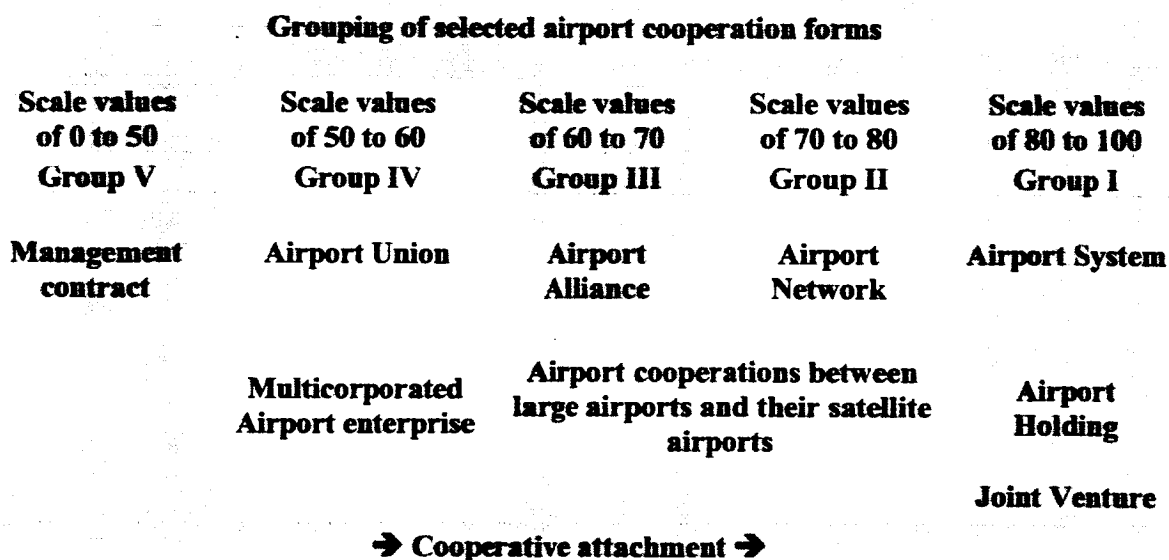 Grouping of selected airport cooperation forms
Scale values Scale values Scale values Scale values Scale values
of 0 to 50 of 50 to 60 of 60 to 70 of 70 to 80 of 80 to 100
Group V Group IV Group III Group II Group I
Management Airport Union Airport Airport Airport System
contract Alliance Network
Multicorporated Airport cooperations between Airport
Airport enterprise large airports and their satellite Holding
airports
Joint Venture
➔ Cooperative attachment ➔